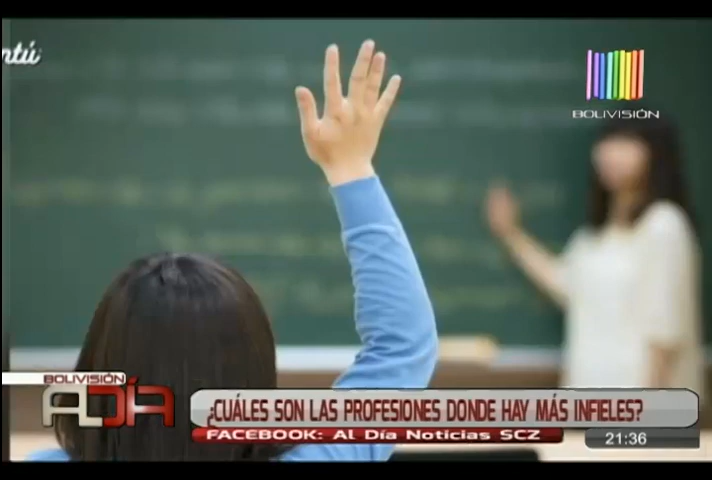 BOLIVISIÓN
BOLIVISIÓN
AL DÍA
¿CUÁLES SON LAS PROFESIONES DONDE HAY MÁS INFIELES?
FACEBOOK: Al Día Noticias SCZ
21:36